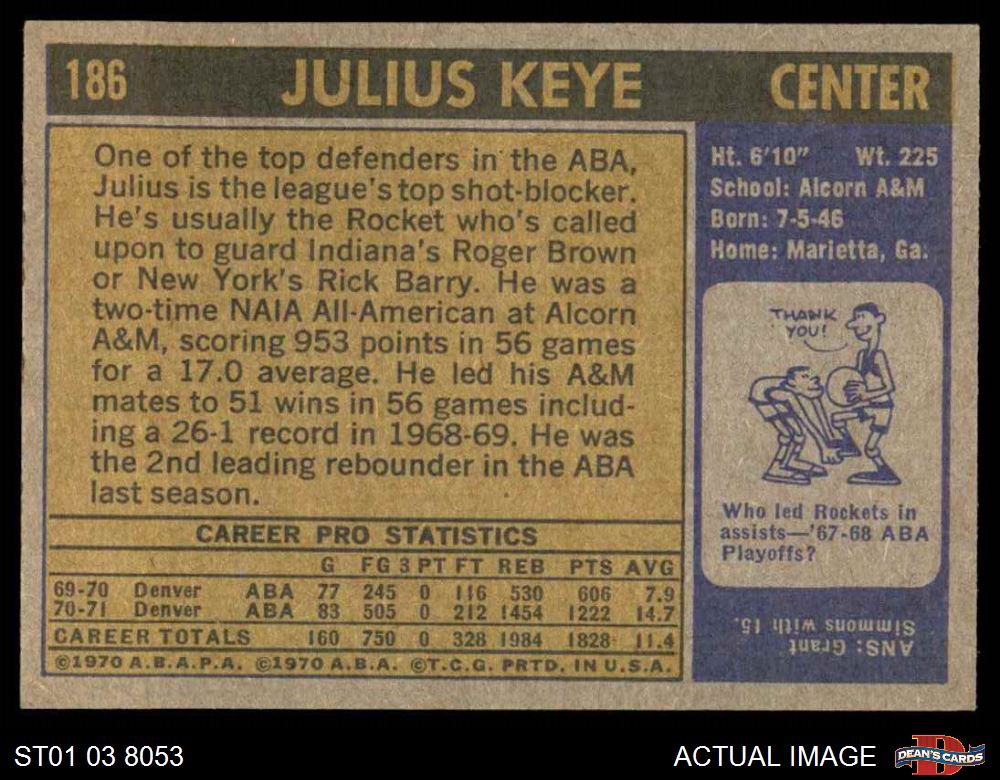 186 JULIUS KEYE CENTER
One of the top defenders in the ABA,
Julius is the league's top shot-blocker.
He's usually the Rocket who's called
upon to guard Indiana's Roger Brown
or New York's Rick Barry. He was a
two-time NAIA All-American at Alcorn
A&M, scoring 953 points in 56 games
for a 17.0 average. He led his A&M
mates to 51 wins in 56 games includ-
ing a 26-1 record in 1968-69. He was
the 2nd leading rebounder in the ABA
last season.
CAREER PRO STATISTICS
G FG 3 PT FT REB PTS AVG
69-70 Denver ABA 77 245 0 116 530 606 7.9
70-71 Denver ABA 83 505 0 212 1454 1222 14.7
CAREER TOTALS 160 750 0 328 1984 1828 11.4
©1970 A.B.A.P.A. ©1970 A.B.A. ©T.C.G. PRTD. IN U.S.A.
Ht. 6'10" Wt. 225
School: Alcorn A&M
Born: 7-5-46
Home: Marietta, Ga.
THANK
YOU!
Who led Rockets in
assists—'67-68 ABA
Playoffs?
ANS: Grant
Simmons with 15.
ST01 03 8053 ACTUAL IMAGE
D
DEAN'S CARDS